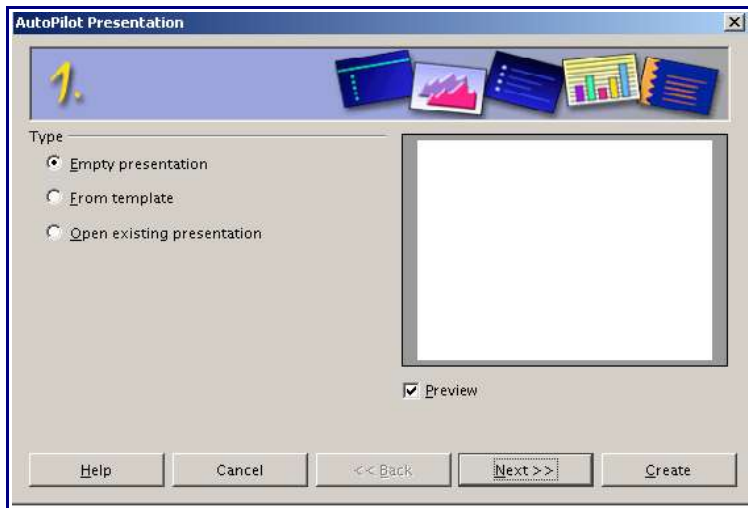 AutoPilot Presentation
1.
Type
Empty presentation
From template
Open existing presentation
Preview
Help
Cancel
<< Back
Next >>
Create